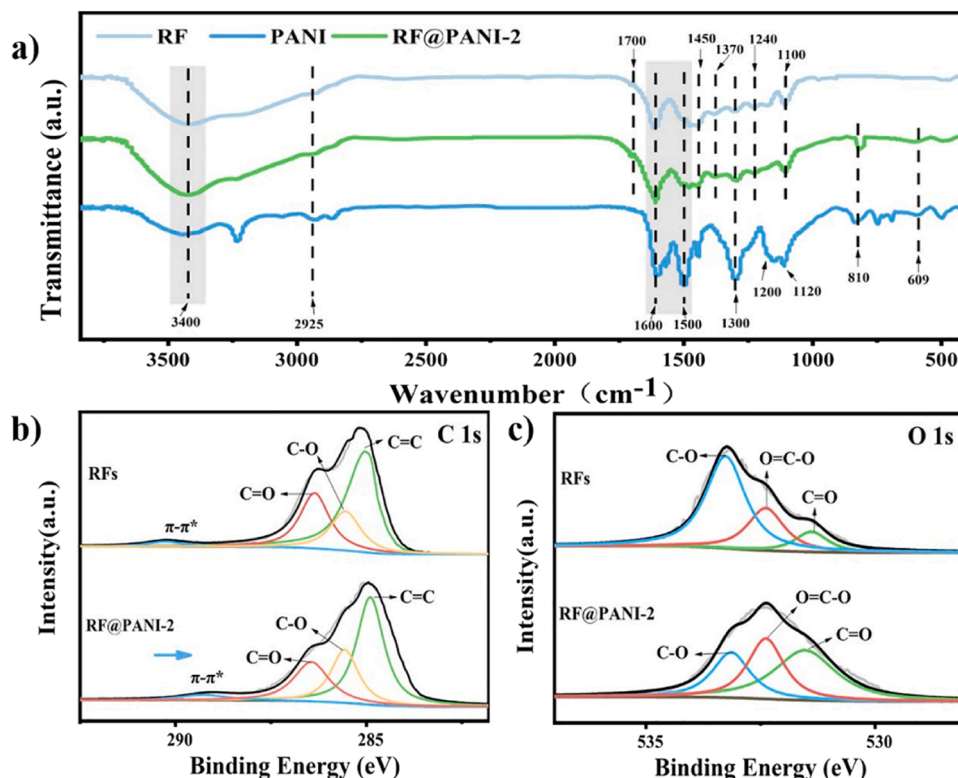 a)
RF PANI RF@PANI-2
1700 1450 1370 1240 1100
3400 2925 1600 1500 1300 1200 1120 810 609
Transmittance (a.u.)
3500 3000 2500 2000 1500 1000 500
Wavenumber (cm-1)
b)
C 1s
RFs
C-O
C=C
C=O
π-π*
RF@PANI-2
C-O
C=C
C=O
π-π*
Intensity(a.u.)
290 285
Binding Energy (eV)
c)
O 1s
RFs
C-O
O=C-O
C=O
RF@PANI-2
O=C-O
C-O
C=O
Intensity(a.u.)
535 530
Binding Energy (eV)